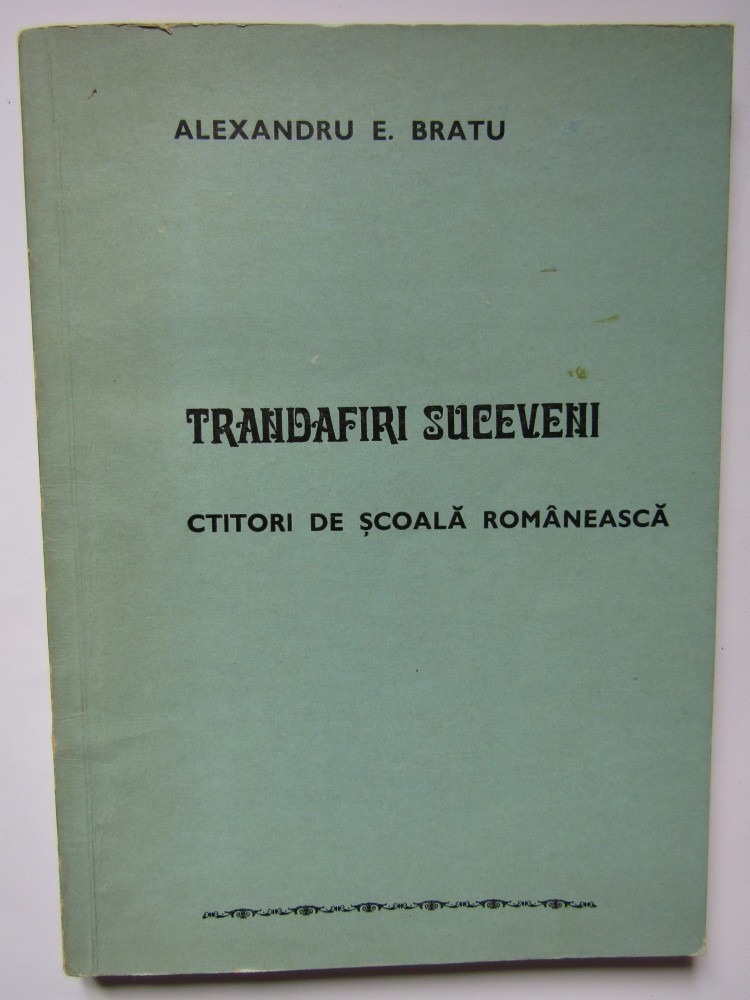 ALEXANDRU E. BRATU
TRANDAFIRI SUCEVENI
CTITORI DE ȘCOALĂ ROMÂNEASCĂ